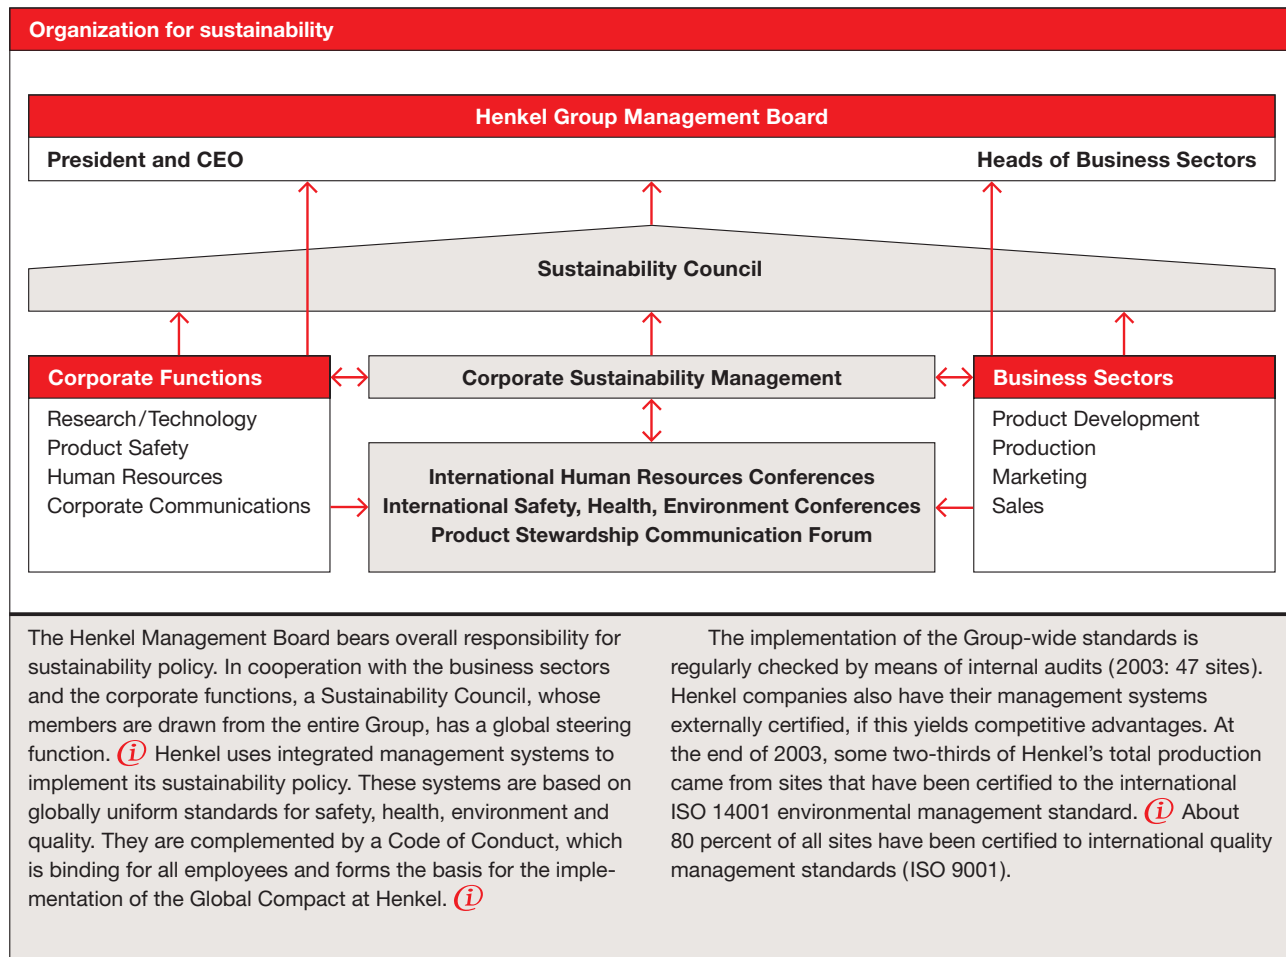 Organization for sustainability
Henkel Group Management Board
President and CEO
Heads of Business Sectors
Sustainability Council
Corporate Functions
Research/Technology
Product Safety
Human Resources
Corporate Communications
Corporate Sustainability Management
International Human Resources Conferences
International Safety, Health, Environment Conferences
Product Stewardship Communication Forum
Business Sectors
Product Development
Production
Marketing
Sales
The Henkel Management Board bears overall responsibility for
sustainability policy. In cooperation with the business sectors
and the corporate functions, a Sustainability Council, whose
members are drawn from the entire Group, has a global steering
function. (i) Henkel uses integrated management systems to
implement its sustainability policy. These systems are based on
globally uniform standards for safety, health, environment and
quality. They are complemented by a Code of Conduct, which
is binding for all employees and forms the basis for the imple-
mentation of the Global Compact at Henkel. (i)
The implementation of the Group-wide standards is
regularly checked by means of internal audits (2003: 47 sites).
Henkel companies also have their management systems
externally certified, if this yields competitive advantages. At
the end of 2003, some two-thirds of Henkel's total production
came from sites that have been certified to the international
ISO 14001 environmental management standard. (i) About
80 percent of all sites have been certified to international quality
management standards (ISO 9001).